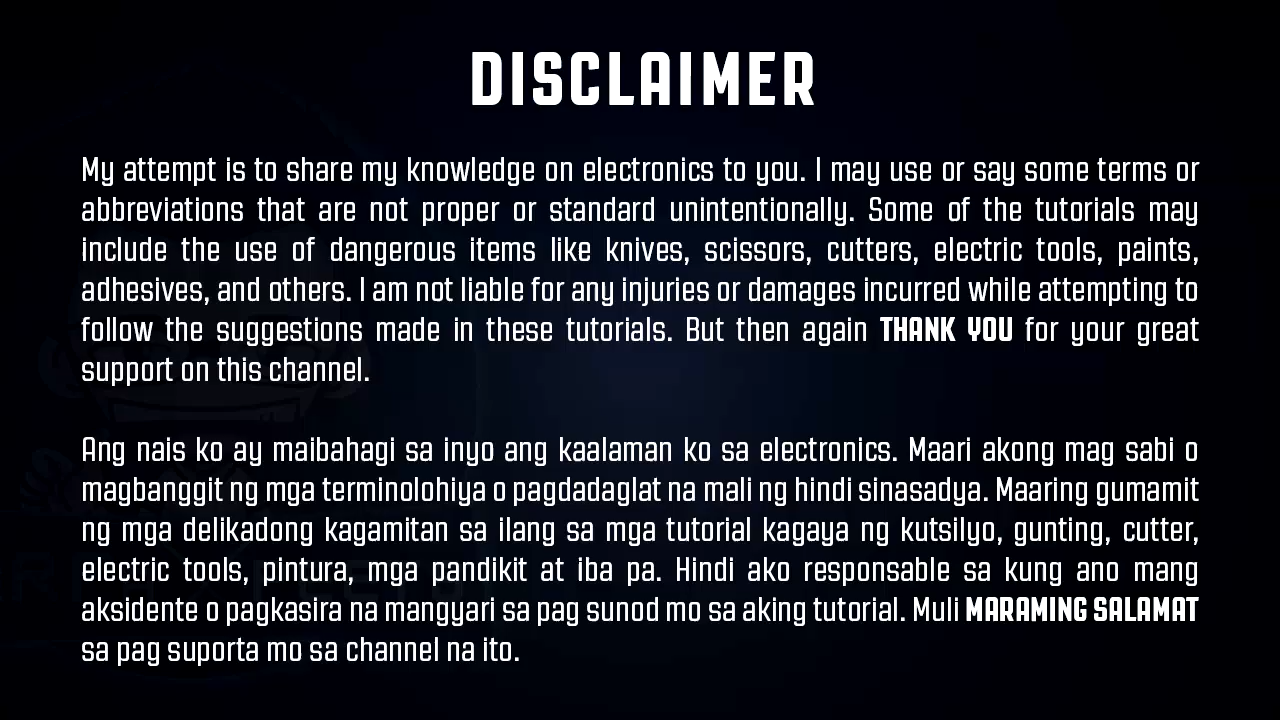 DISCLAIMER
My attempt is to share my knowledge on electronics to you. I may use or say some terms or
abbreviations that are not proper or standard unintentionally. Some of the tutorials may
include the use of dangerous items like knives, scissors, cutters, electric tools, paints,
adhesives, and others. I am not liable for any injuries or damages incurred while attempting to
follow the suggestions made in these tutorials. But then again THANK YOU for your great
support on this channel.
Ang nais ko ay maibahagi sa inyo ang kaalaman ko sa electronics. Maari akong mag sabi o
magbanggit ng mga terminolohiya o pagdadaglat na mali ng hindi sinasadya. Maaring gumamit
ng mga delikadong kagamitan sa ilang sa mga tutorial kagaya ng kutsilyo, gunting, cutter,
electric tools, pintura, mga pandikit at iba pa. Hindi ako responsable sa kung ano mang
aksidente o pagkasira na mangyari sa pag sunod mo sa aking tutorial. Muli MARAMING SALAMAT
sa pag suporta mo sa channel na ito.